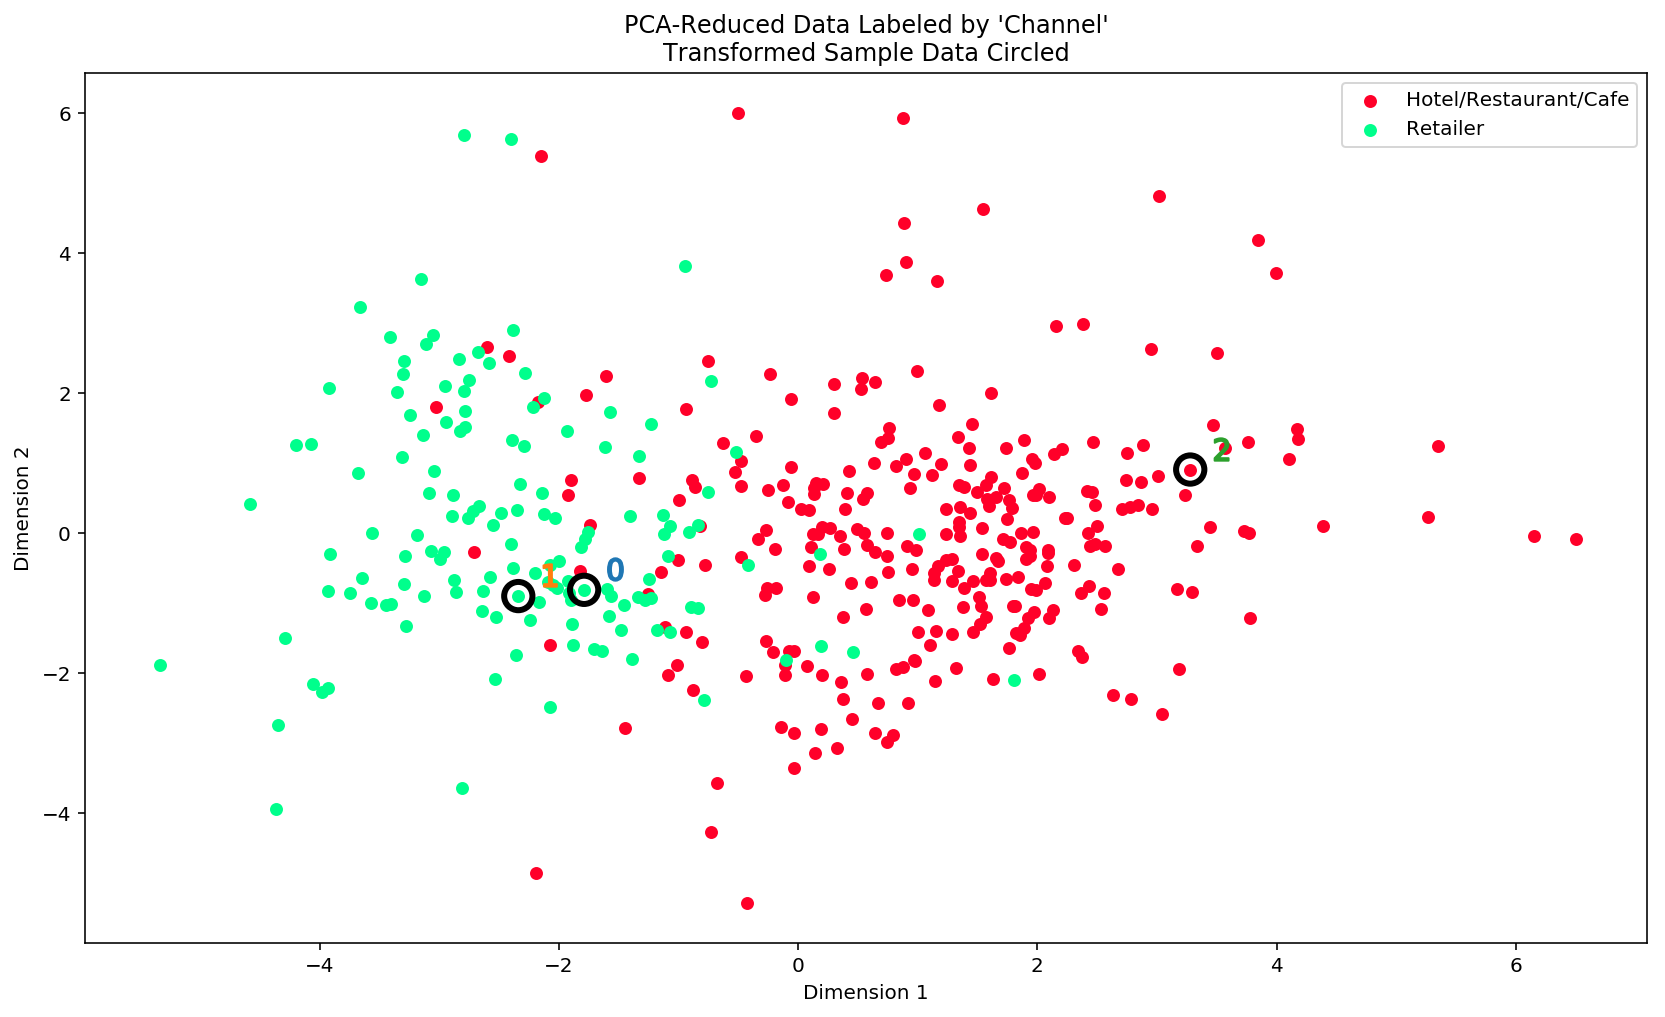 PCA-Reduced Data Labeled by 'Channel'
Transformed Sample Data Circled
Hotel/Restaurant/Cafe
Retailer
6
4
2
0
−2
−4
Dimension 2
1
0
2
−4
−2
0
2
4
6
Dimension 1